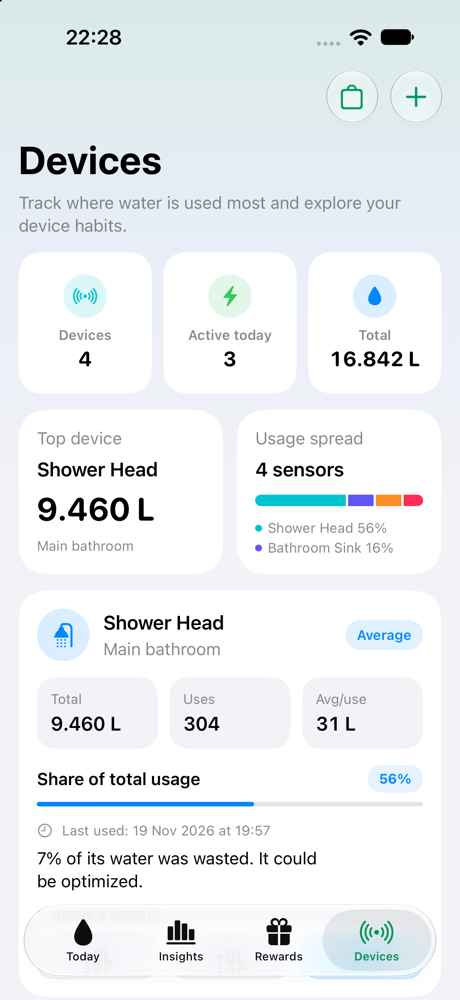 22:28
Devices
Track where water is used most and explore your
device habits.
Devices
4
Active today
3
Total
16.842 L
Top device
Shower Head
9.460 L
Main bathroom
Usage spread
4 sensors
Shower Head 56%
Bathroom Sink 16%
Shower Head
Main bathroom
Average
Total
9.460 L
Uses
304
Avg/use
31 L
Share of total usage
56%
Last used: 19 Nov 2026 at 19:57
7% of its water was wasted. It could
be optimized.
Today
Insights
Rewards
Devices